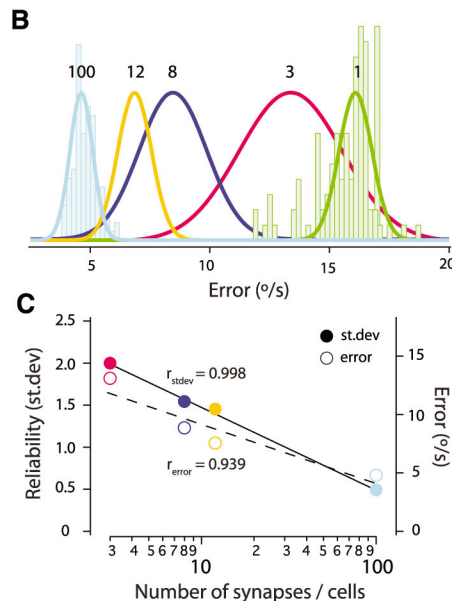 B
100 12 8 3 1
5 10 15 20
Error (º/s)
C
2.5
2.0
1.5
1.0
0.5
0
Reliability (st.dev)
st.dev
error
r stdev = 0.998
r error = 0.939
15
10
5
0
Error (º/s)
3 4 5 6 7 8 9 10 2 3 4 5 6 7 8 9 100
Number of synapses / cells